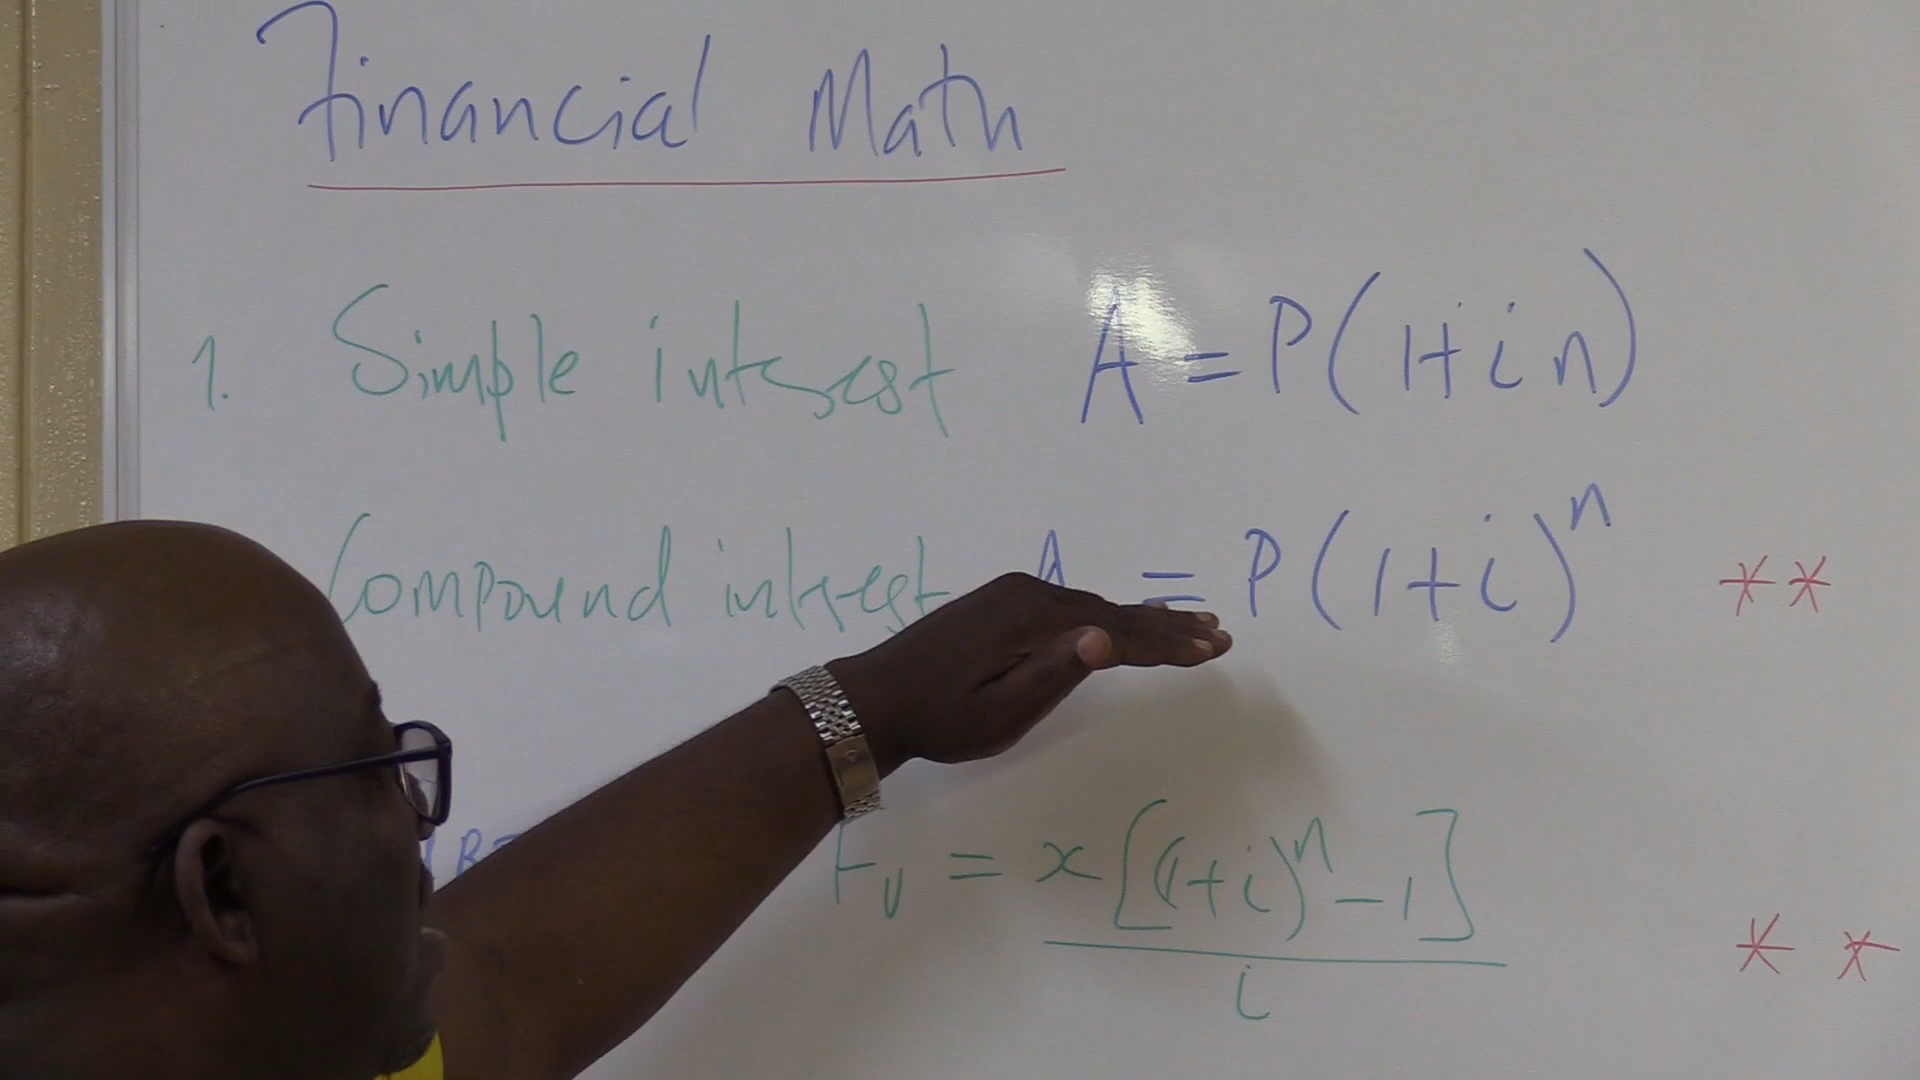 Financial Math
1. Simple interest A = P(1+in)
Compound interest A = P(1+i)^n **
Fv = x[(1+i)^n - 1] / i **